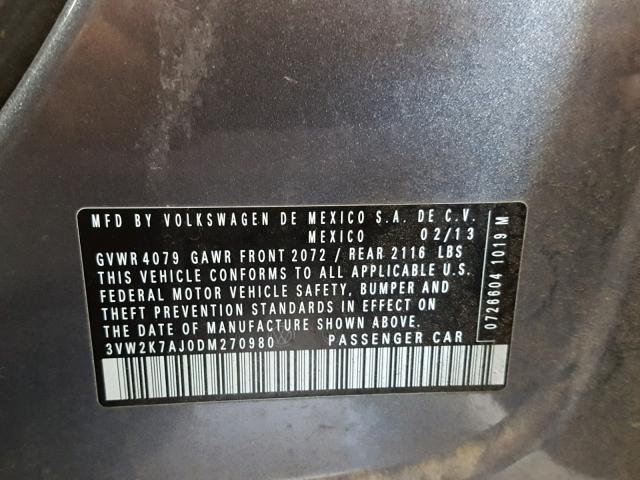 MFD BY VOLKSWAGEN DE MEXICO S.A. DE C.V.
MEXICO 02/13
GVWR 4079 GAWR FRONT 2072 / REAR 2116 LBS
THIS VEHICLE CONFORMS TO ALL APPLICABLE U.S.
FEDERAL MOTOR VEHICLE SAFETY, BUMPER AND
THEFT PREVENTION STANDARDS IN EFFECT ON
THE DATE OF MANUFACTURE SHOWN ABOVE.
3VW2K7AJ0DM270980 PASSENGER CAR
0726604 1019 M